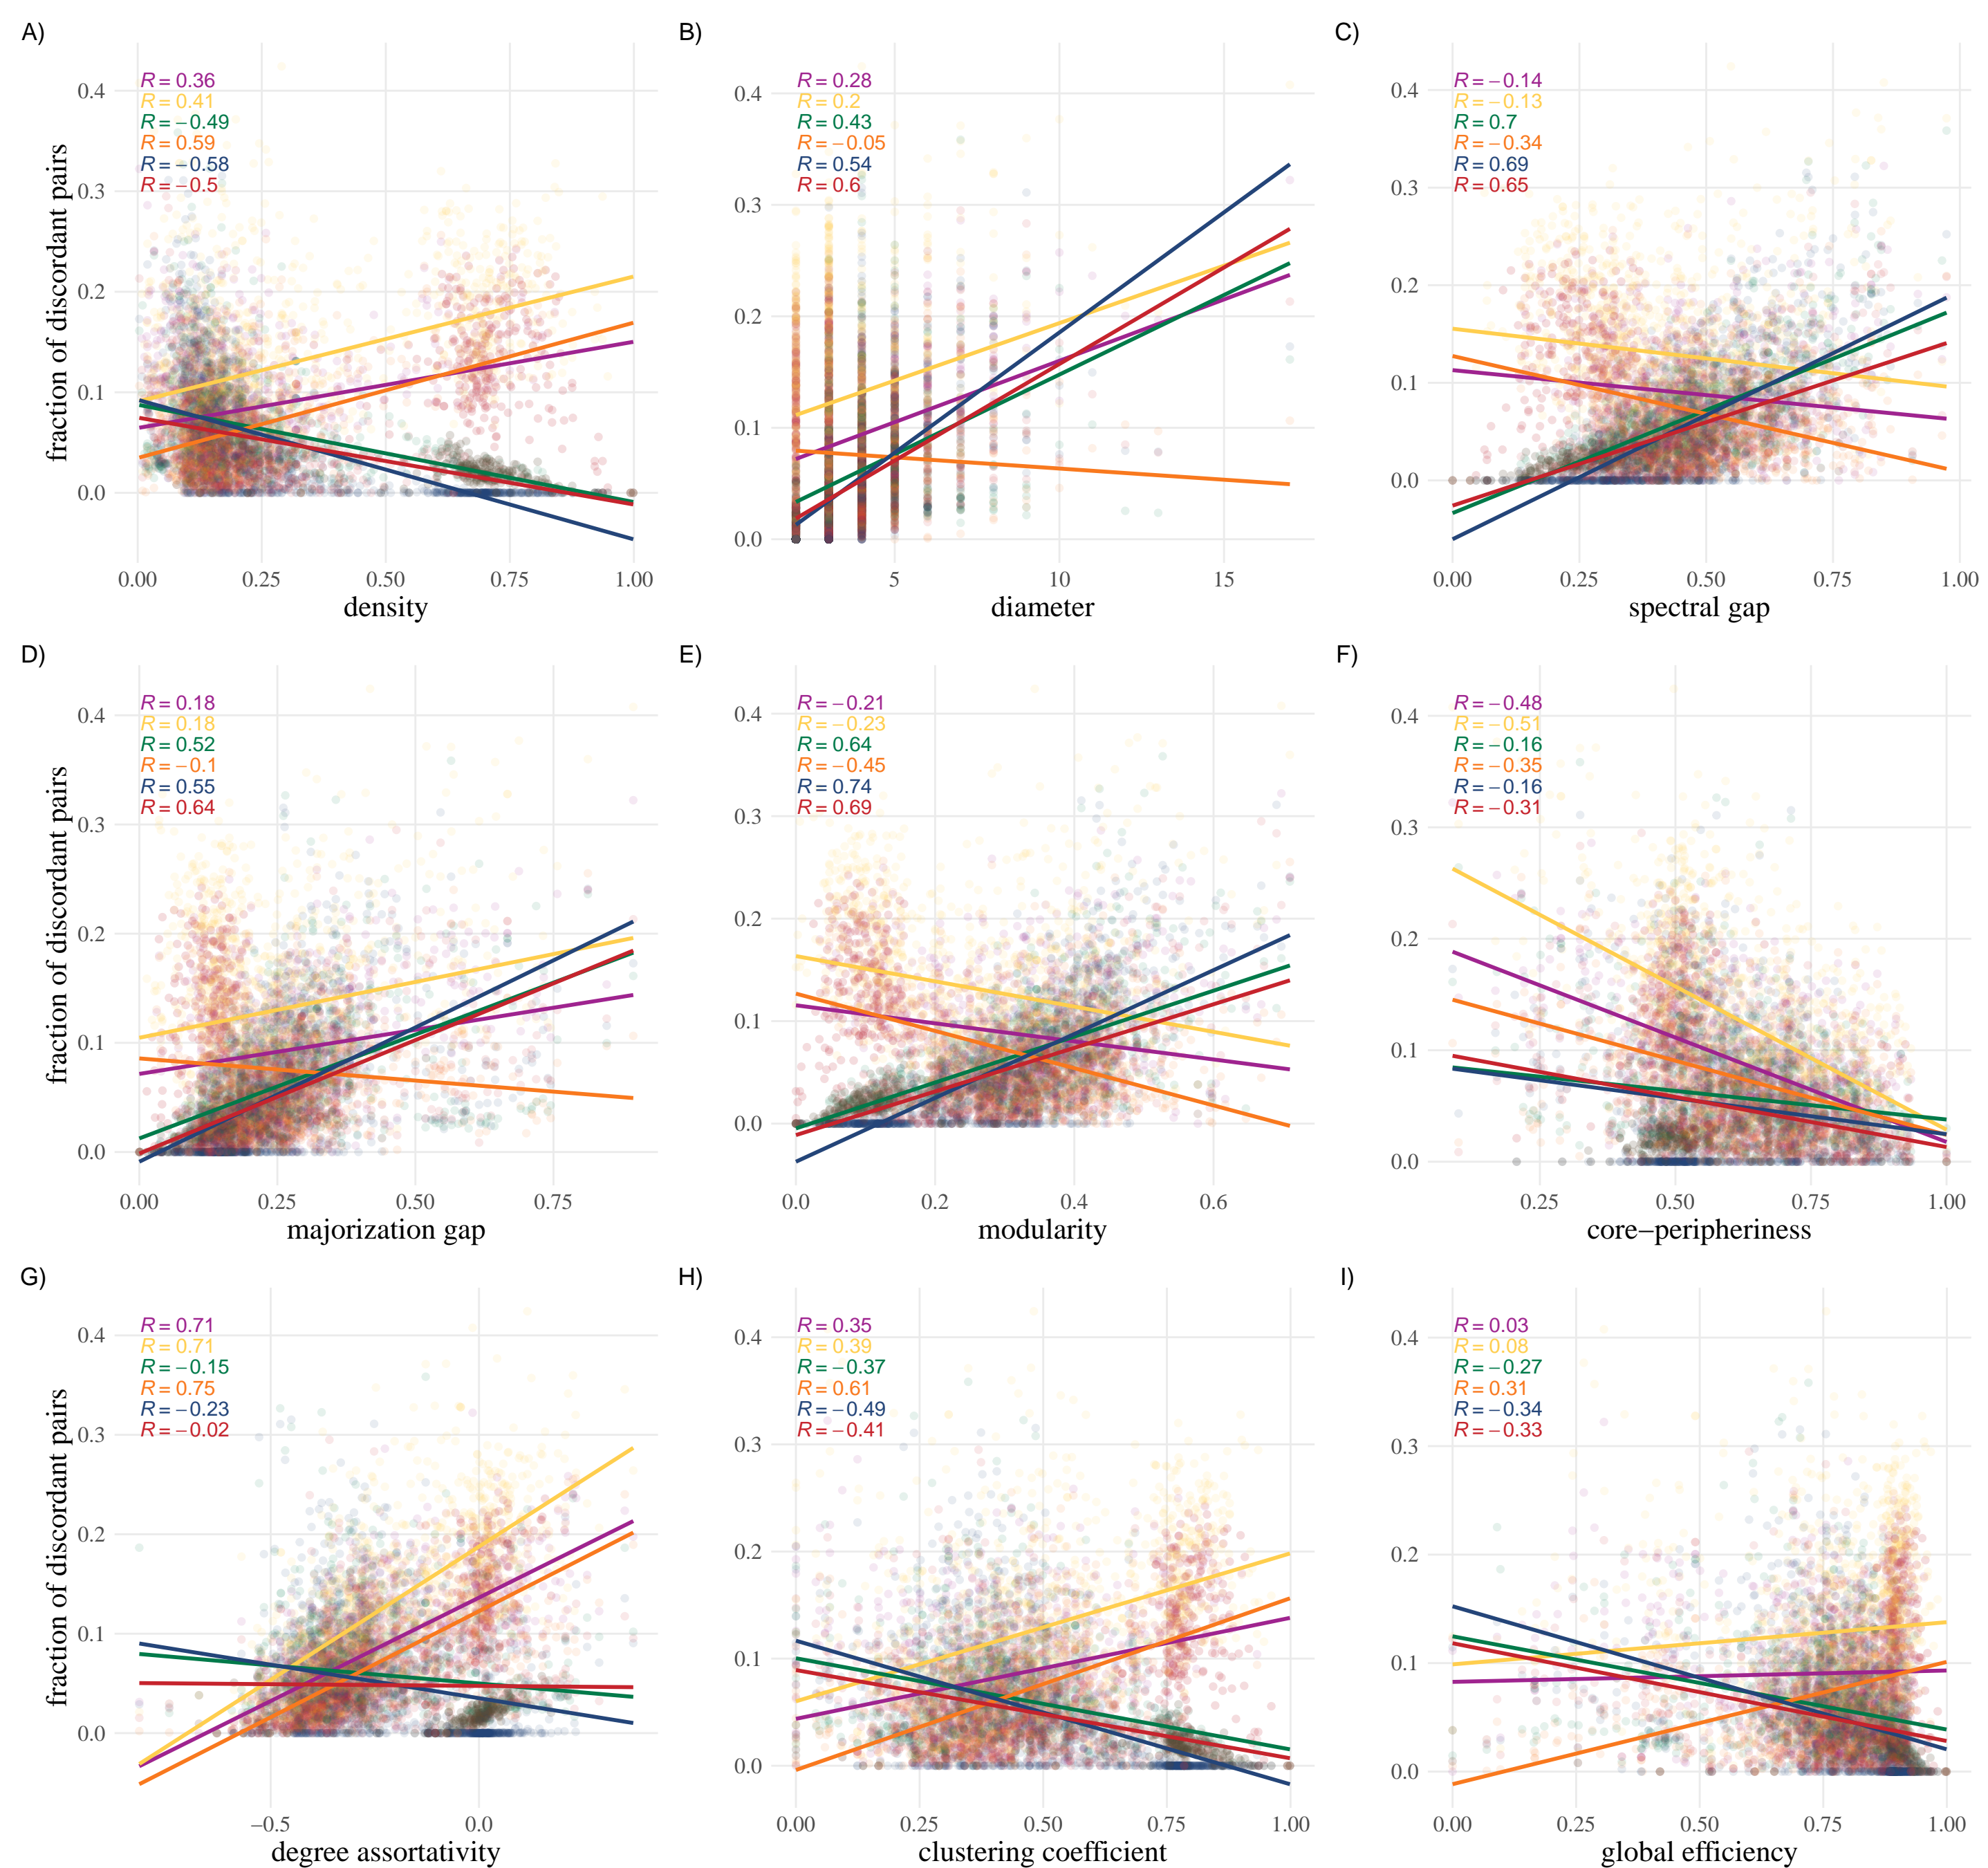 A)
R = 0.36
R = 0.41
R = −0.49
R = 0.59
R = −0.58
R = −0.5
fraction of discordant pairs
0.4
0.3
0.2
0.1
0.0
0.00 0.25 0.50 0.75 1.00
density
B)
R = 0.28
R = 0.2
R = 0.43
R = −0.05
R = 0.54
R = 0.6
0.4
0.3
0.2
0.1
0.0
5 10 15
diameter
C)
R = −0.14
R = −0.13
R = 0.7
R = −0.34
R = 0.69
R = 0.65
0.4
0.3
0.2
0.1
0.0
0.00 0.25 0.50 0.75 1.00
spectral gap
D)
R = 0.18
R = 0.18
R = 0.52
R = −0.1
R = 0.55
R = 0.64
fraction of discordant pairs
0.4
0.3
0.2
0.1
0.0
0.00 0.25 0.50 0.75
majorization gap
E)
R = −0.21
R = −0.23
R = 0.64
R = −0.45
R = 0.74
R = 0.69
0.4
0.3
0.2
0.1
0.0
0.0 0.2 0.4 0.6
modularity
F)
R = −0.48
R = −0.51
R = −0.16
R = −0.35
R = −0.16
R = −0.31
0.4
0.3
0.2
0.1
0.0
0.25 0.50 0.75 1.00
core−peripheriness
G)
R = 0.71
R = 0.71
R = −0.15
R = 0.75
R = −0.23
R = −0.02
fraction of discordant pairs
0.4
0.3
0.2
0.1
0.0
−0.5 0.0
degree assortativity
H)
R = 0.35
R = 0.39
R = −0.37
R = 0.61
R = −0.49
R = −0.41
0.4
0.3
0.2
0.1
0.0
0.00 0.25 0.50 0.75 1.00
clustering coefficient
I)
R = 0.03
R = 0.08
R = −0.27
R = 0.31
R = −0.34
R = −0.33
0.4
0.3
0.2
0.1
0.0
0.00 0.25 0.50 0.75 1.00
global efficiency